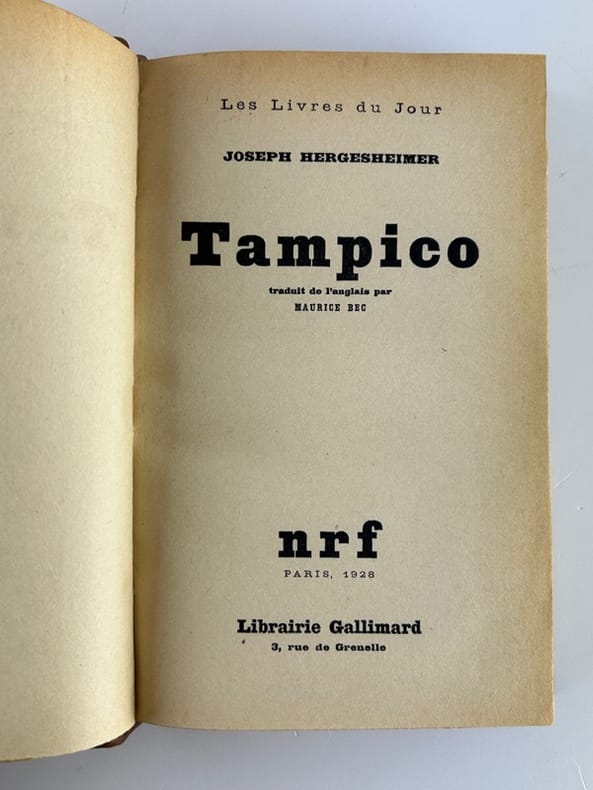 Les Livres du Jour
JOSEPH HERGESHEIMER
Tampico
traduit de l'anglais par
MAURICE BEC
nrf
PARIS, 1928
Librairie Gallimard
3, rue de Grenelle